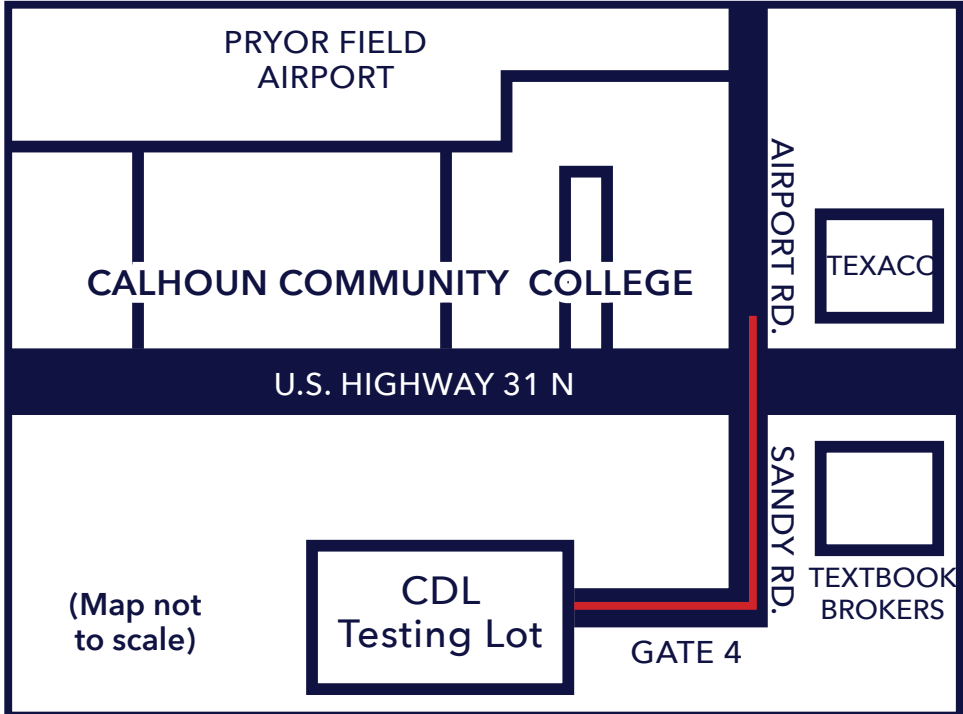 PRYOR FIELD
AIRPORT
AIRPORT RD.
TEXACO
CALHOUN COMMUNITY COLLEGE
U.S. HIGHWAY 31 N
SANDY RD.
CDL
Testing Lot
(Map not
to scale)
TEXTBOOK
BROKERS
GATE 4